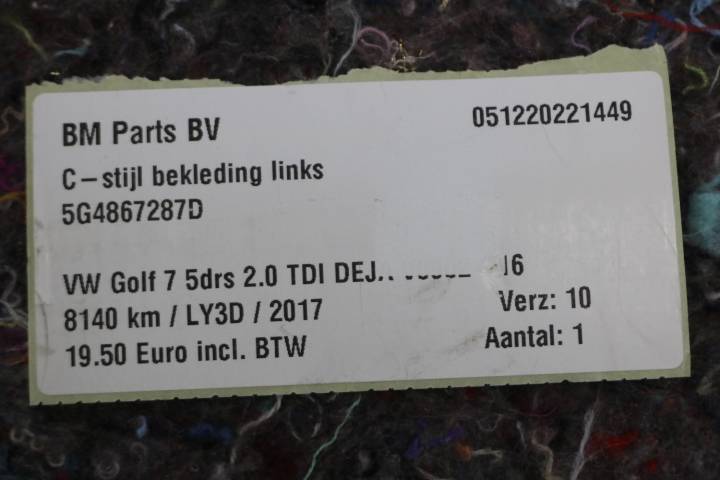 BM Parts BV 051220221449
C-stijl bekleding links
5G4867287D
VW Golf 7 5drs 2.0 TDI
8140 km / LY3D / 2017 Verz: 10
19.50 Euro incl. BTW Aantal: 1